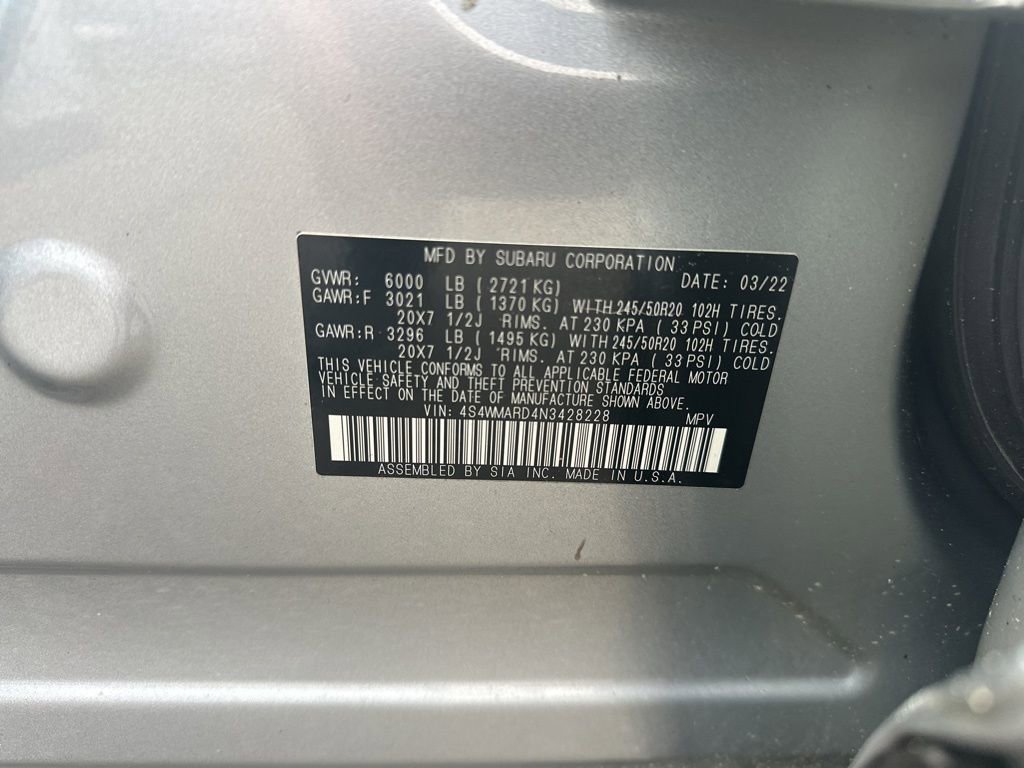 MFD BY SUBARU CORPORATION
GVWR: 6000 LB ( 2721 KG) DATE: 03/22
GAWR:F 3021 LB ( 1370 KG) WITH 245/50R20 102H TIRES.
20X7 1/2J RIMS. AT 230 KPA ( 33 PSI) COLD
GAWR:R 3296 LB ( 1495 KG) WITH 245/50R20 102H TIRES.
20X7 1/2J RIMS. AT 230 KPA ( 33 PSI) COLD
THIS VEHICLE CONFORMS TO ALL APPLICABLE FEDERAL MOTOR
VEHICLE SAFETY AND THEFT PREVENTION STANDARDS
IN EFFECT ON THE DATE OF MANUFACTURE SHOWN ABOVE.
VIN: 4S4WMARD4N3428228 MPV
ASSEMBLED BY SIA INC. MADE IN U.S.A.